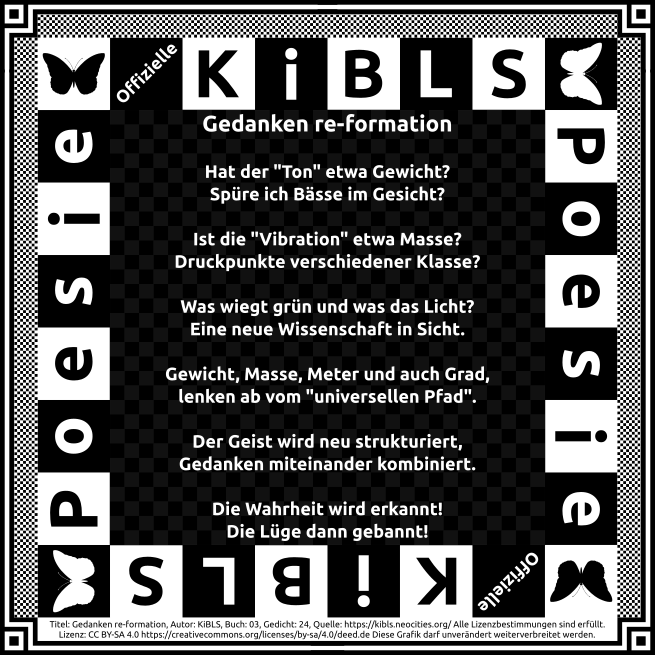 Offizielle
KiBLS
Poesie
Poesie
Gedanken re-formation
Hat der "Ton" etwa Gewicht?
Spüre ich Bässe im Gesicht?
Ist die "Vibration" etwa Masse?
Druckpunkte verschiedener Klasse?
Was wiegt grün und was das Licht?
Eine neue Wissenschaft in Sicht.
Gewicht, Masse, Meter und auch Grad,
lenken ab vom "universellen Pfad".
Der Geist wird neu strukturiert,
Gedanken miteinander kombiniert.
Die Wahrheit wird erkannt!
Die Lüge dann gebannt!
Offizielle
KiBLS
Titel: Gedanken re-formation, Autor: KiBLS, Buch: 03, Gedicht: 24, Quelle: https://kibls.neocities.org/ Alle Lizenzbestimmungen sind erfüllt.
Lizenz: CC BY-SA 4.0 https://creativecommons.org/licenses/by-sa/4.0/deed.de Diese Grafik darf unverändert weiterverbreitet werden.